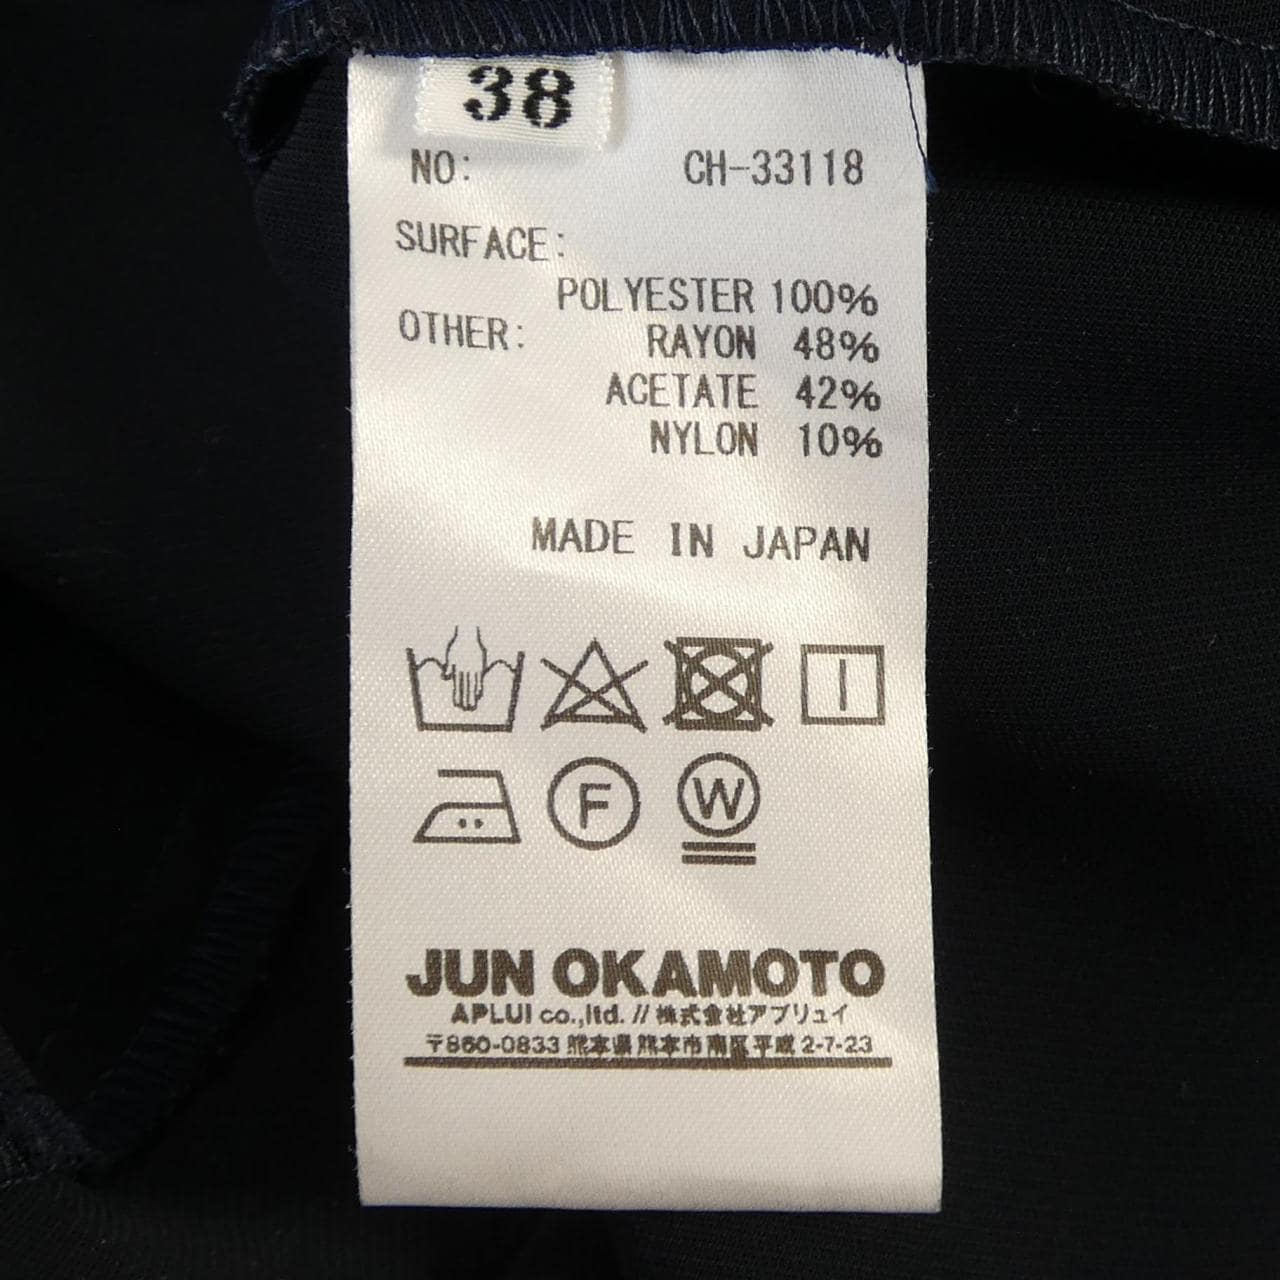 38
NO: CH-33118
SURFACE:
POLYESTER 100%
OTHER: RAYON 48%
ACETATE 42%
NYLON 10%
MADE IN JAPAN
F W
JUN OKAMOTO
APLUI co.,ltd. // 株式会社アプリュイ
〒860-0833 熊本県熊本市南区平成 2-7-23